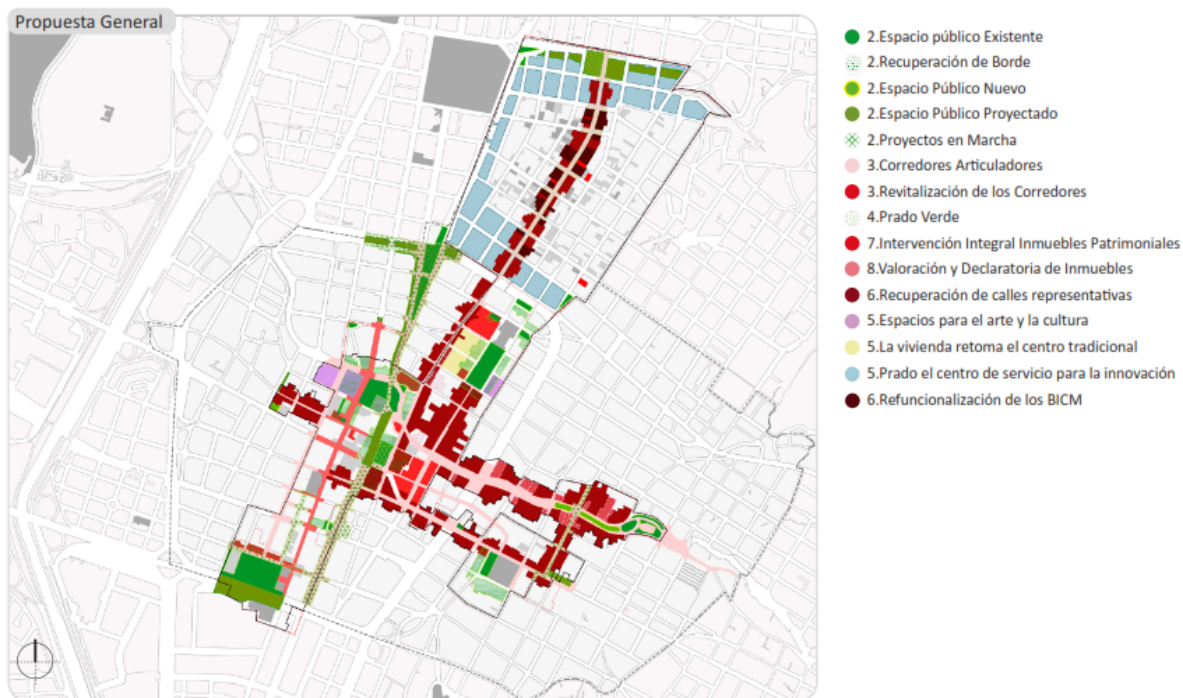 Propuesta General
2.Espacio público Existente
2.Recuperación de Borde
2.Espacio Público Nuevo
2.Espacio Público Proyectado
2.Proyectos en Marcha
3.Corredores Articuladores
3.Revitalización de los Corredores
4.Prado Verde
7.Intervención Integral Inmuebles Patrimoniales
8.Valoración y Declaratoria de Inmuebles
6.Recuperación de calles representativas
5.Espacios para el arte y la cultura
5.La vivienda retoma el centro tradicional
5.Prado el centro de servicio para la innovación
6.Refuncionalización de los BICM